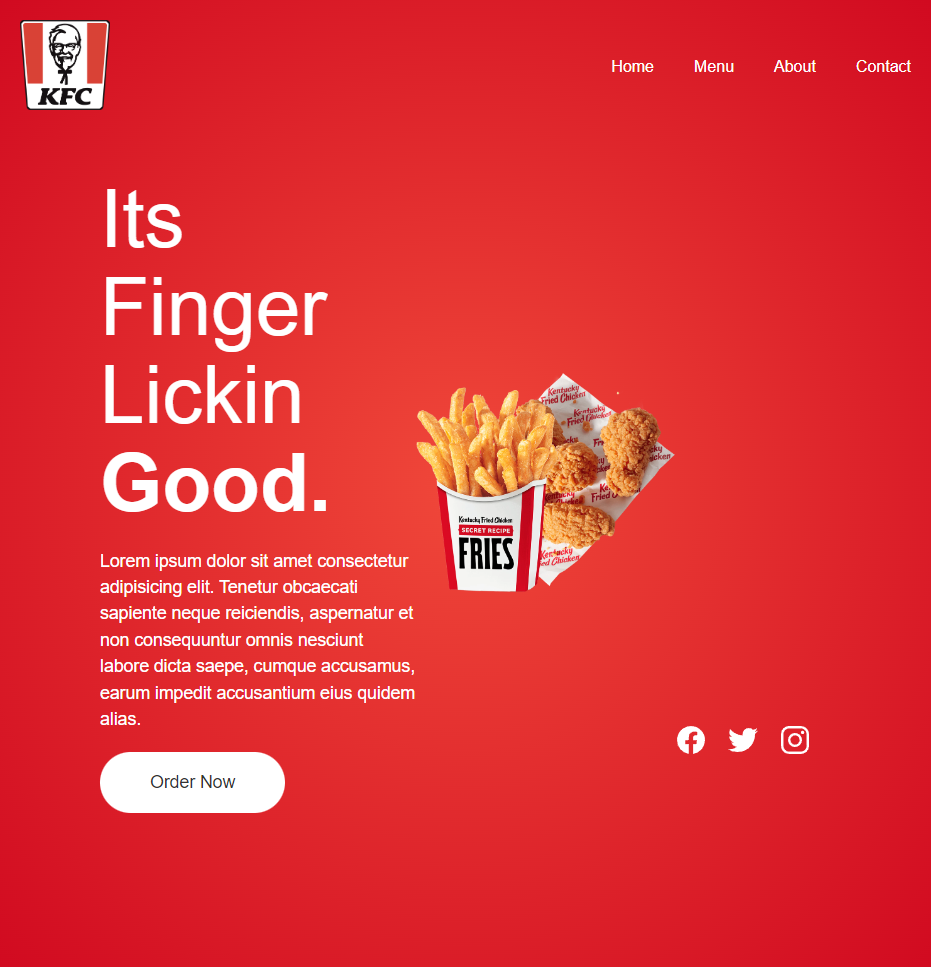 KFC
Home Menu About Contact
Its
Finger
Lickin
Good.
Kentucky
Fried Chicken
Kentucky
Fried Chicken
Kentucky Fried Chicken
SECRET RECIPE
FRIES
Kentucky
Lorem ipsum dolor sit amet consectetur
adipisicing elit. Tenetur obcaecati
sapiente neque reiciendis, aspernatur et
non consequuntur omnis nesciunt
labore dicta saepe, cumque accusamus,
earum impedit accusantium eius quidem
alias.
Order Now